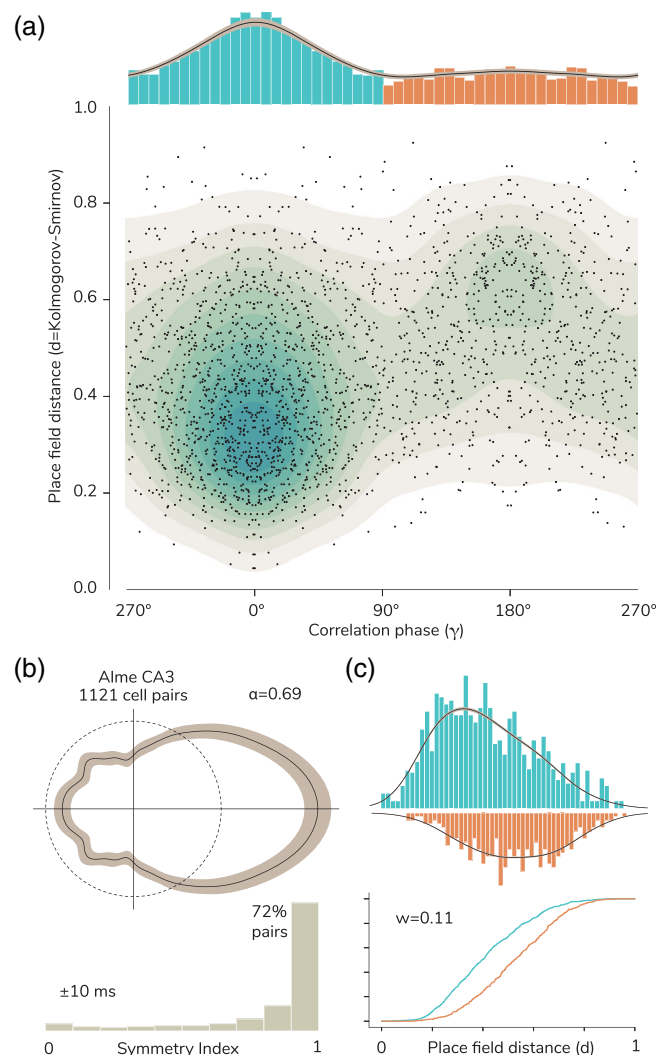 (a)
1.0
0.8
0.6
0.4
0.2
0.0
Place field distance (d=Kolmogorov-Smirnov)
270° 0° 90° 180° 270°
Correlation phase (γ)
(b)
Alme CA3
1121 cell pairs
α=0.69
72%
pairs
±10 ms
0 1
Symmetry Index
(c)
w=0.11
0 1
Place field distance (d)